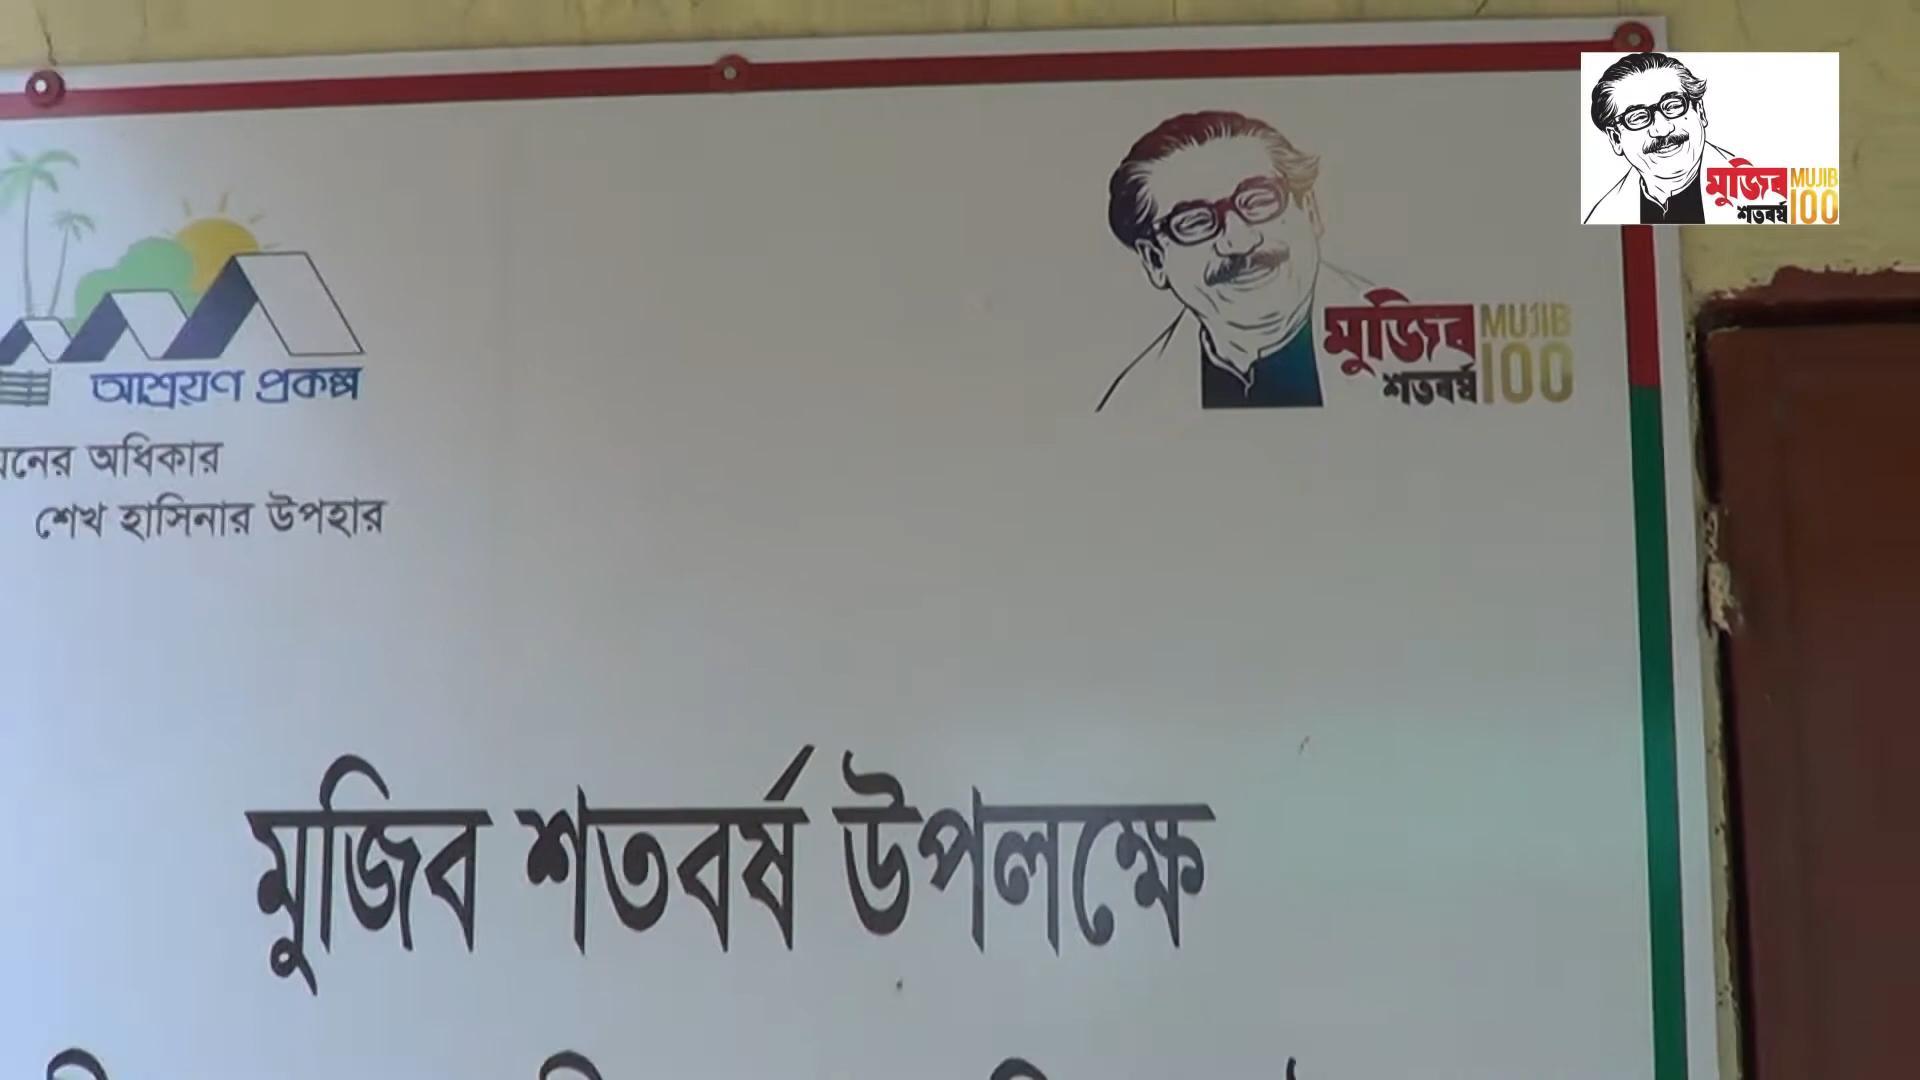 আশ্রয়ণ প্রকল্প
অধিকার
শেখ হাসিনার উপহার
মুজিব MUJIB
শতবর্ষ 100
মুজিব MUJIB
শতবর্ষ 100
মুজিব শতবর্ষ উপলক্ষে